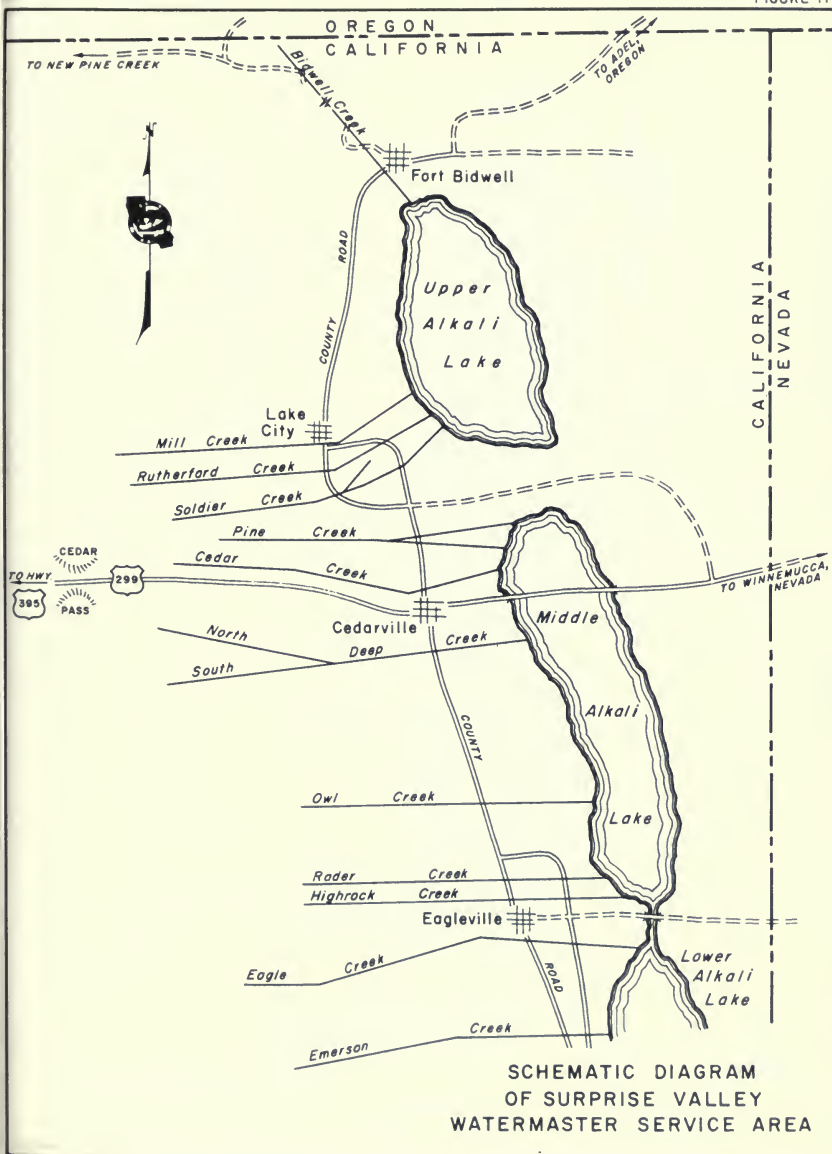 OREGON
CALIFORNIA
TO NEW PINE CREEK
Bidwell Creek
TO ADEL,
OREGON
N
Fort Bidwell
COUNTY ROAD
Upper
Alkali
Lake
CALIFORNIA
NEVADA
Lake
City
Mill Creek
Rutherford Creek
Soldier Creek
Pine Creek
CEDAR
Cedar Creek
TO HWY
299
395
PASS
TO WINNEMUCCA,
NEVADA
Cedarville
Middle
North
Deep Creek
South
Alkali
COUNTY
Owl Creek
Lake
Rader Creek
Highrock Creek
Eagleville
Lower
Alkali
Lake
Eagle Creek
ROAD
Emerson Creek
SCHEMATIC DIAGRAM
OF SURPRISE VALLEY
WATERMASTER SERVICE AREA